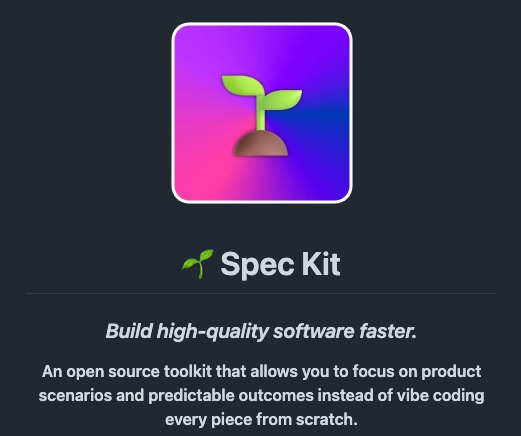 🌱 Spec Kit
Build high-quality software faster.
An open source toolkit that allows you to focus on product
scenarios and predictable outcomes instead of vibe coding
every piece from scratch.